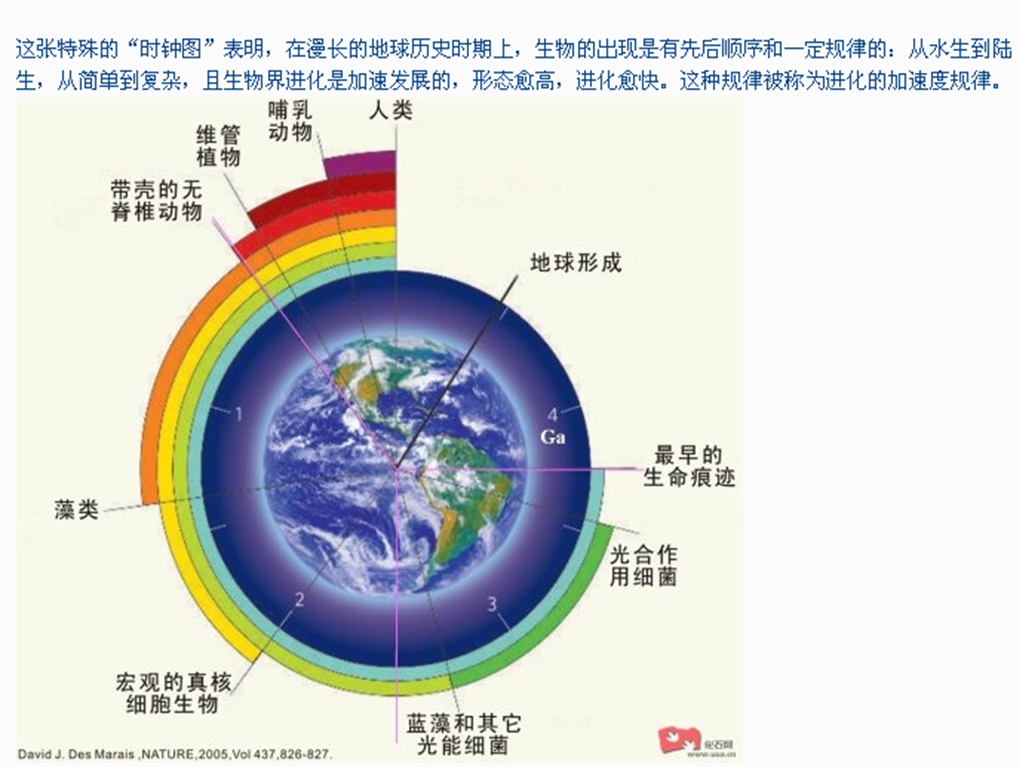 这张特殊的“时钟图”表明，在漫长的地球历史时期上，生物的出现是有先后顺序和一定规律的：从水生到陆
生，从简单到复杂，且生物界进化是加速发展的，形态愈高，进化愈快。这种规律被称为进化的加速度规律。
哺乳
动物
人类
维管
植物
带壳的无
脊椎动物
地球形成
1
4
Ga
最早的
生命痕迹
藻类
光合作
用细菌
2
3
宏观的真核
细胞生物
蓝藻和其它
光能细菌
David J. Des Marais ,NATURE,2005,Vol 437,826-827.
化石网
www.uua.cn